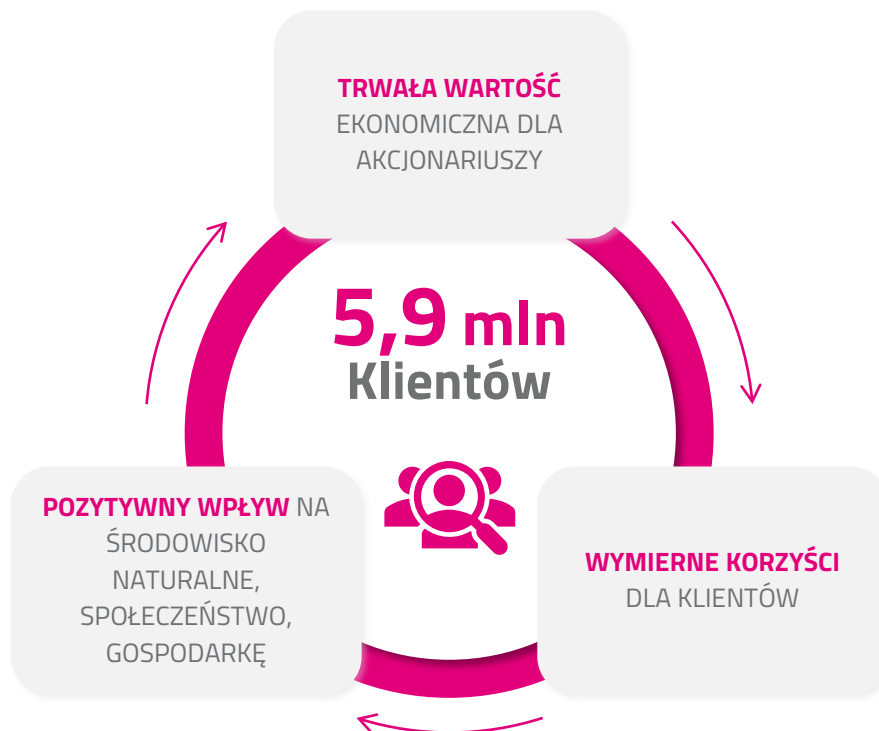 TRWAŁA WARTOŚĆ
EKONOMICZNA DLA
AKCJONARIUSZY
5,9 mln
Klientów
POZYTYWNY WPŁYW NA
ŚRODOWISKO
NATURALNE,
SPOŁECZEŃSTWO,
GOSPODARKĘ
WYMIERNE KORZYŚCI
DLA KLIENTÓW